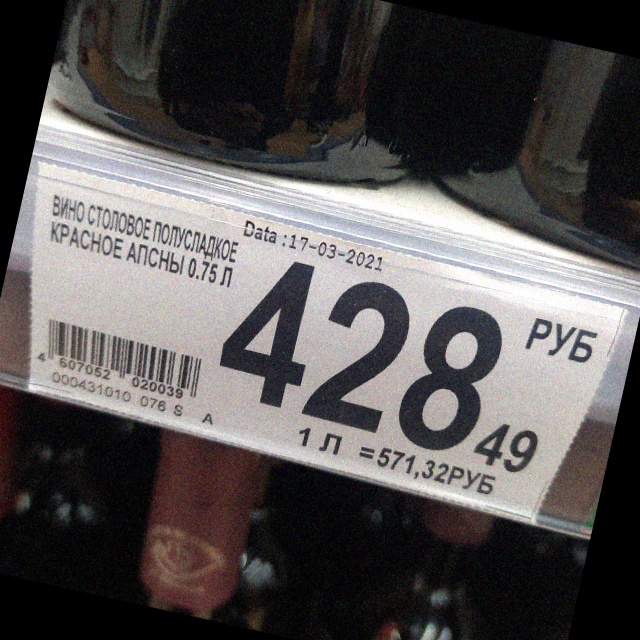 ВИНО СТОЛОВОЕ ПОЛУСЛАДКОЕ
КРАСНОЕ АПСНЫ 0.75 Л
Data :17-03-2021
428 49 РУБ
1 Л =571,32РУБ
4 607052 020039
000431010 076 S A